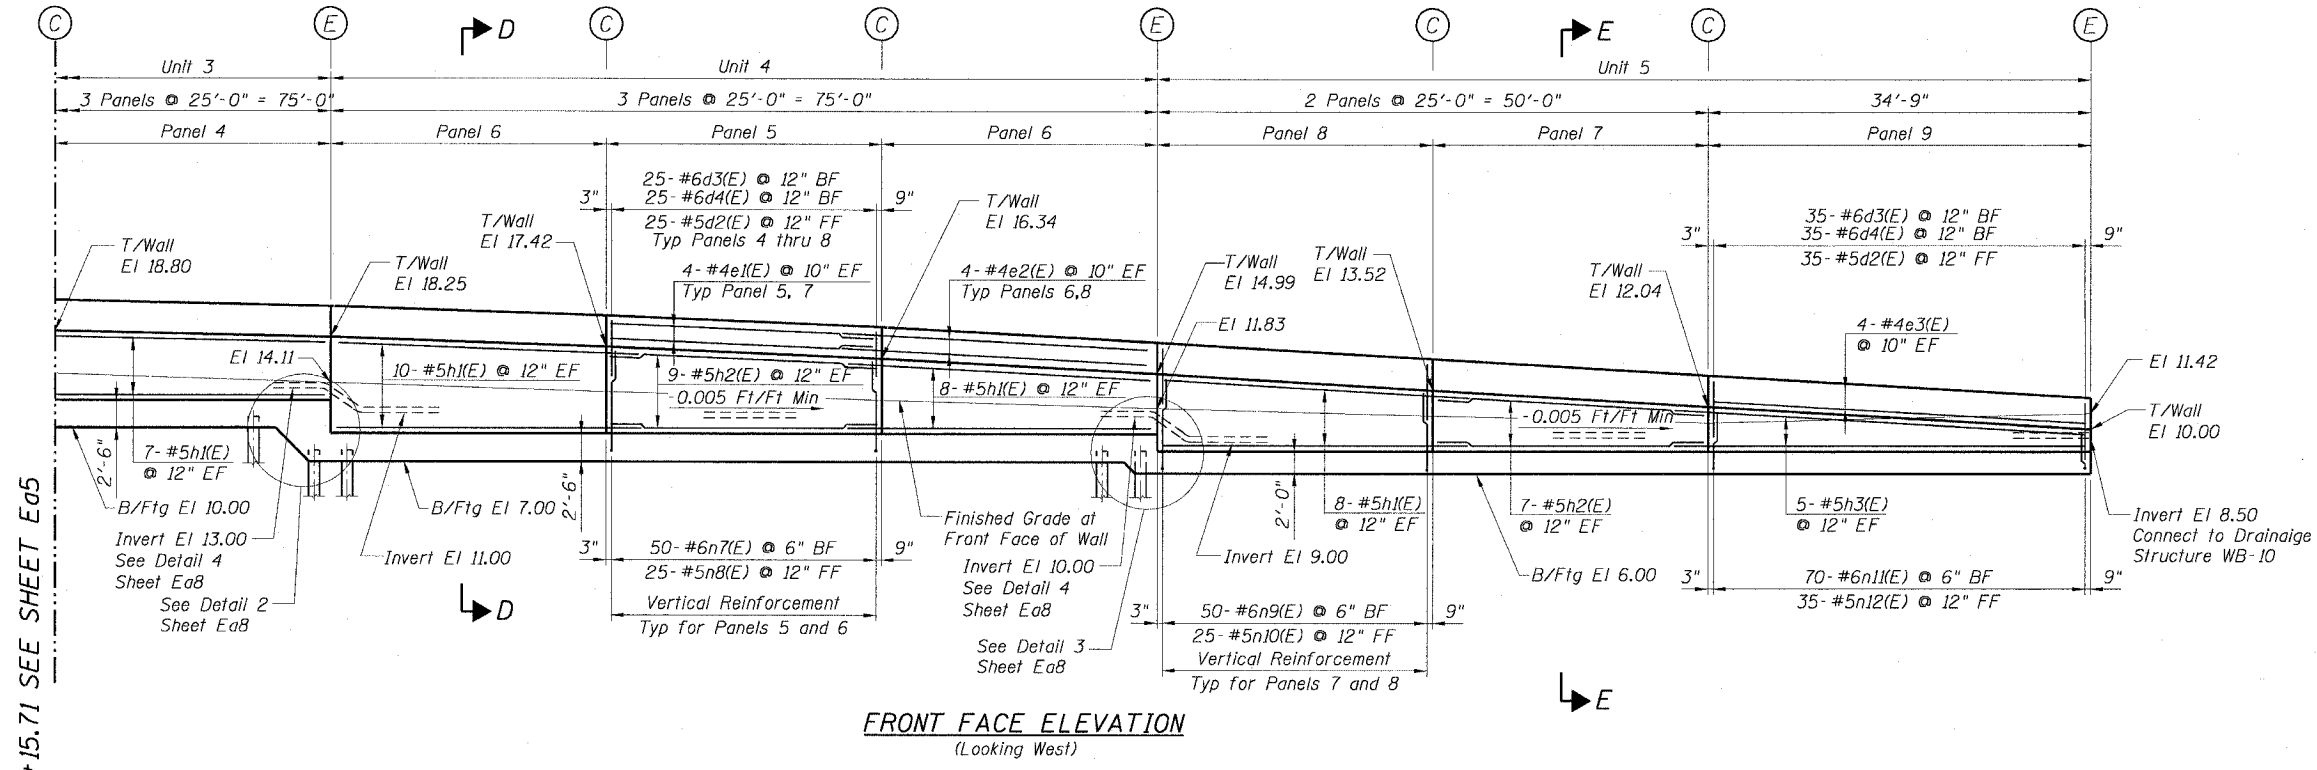 C E C C E C C E
D E
Unit 3 Unit 4 Unit 5
3 Panels @ 25'-0" = 75'-0" 3 Panels @ 25'-0" = 75'-0" 2 Panels @ 25'-0" = 50'-0" 34'-9"
Panel 4 Panel 6 Panel 5 Panel 6 Panel 8 Panel 7 Panel 9
3"
25-#6d3(E) @ 12" BF
25-#6d4(E) @ 12" BF
25-#5d2(E) @ 12" FF
Typ Panels 4 thru 8
9"
3"
35-#6d3(E) @ 12" BF
35-#6d4(E) @ 12" BF
35-#5d2(E) @ 12" FF
9"
T/Wall
El 18.80
T/Wall
El 18.25
T/Wall
El 17.42
T/Wall
El 16.34
T/Wall
El 14.99
T/Wall
El 13.52
T/Wall
El 12.04
4-#4e1(E) @ 10" EF
Typ Panel 5, 7
4-#4e2(E) @ 10" EF
Typ Panels 6,8
El 11.83
4-#4e3(E)
@ 10" EF
El 11.42
T/Wall
El 10.00
El 14.11
10-#5h1(E) @ 12" EF
9-#5h2(E) @ 12" EF
0.005 Ft/Ft Min
8-#5h1(E) @ 12" EF
0.005 Ft/Ft Min
2'-6"
7-#5h1(E)
@ 12" EF
B/Ftg El 10.00
Invert El 13.00
See Detail 4
Sheet Ea8
See Detail 2
Sheet Ea8
Invert El 11.00
B/Ftg El 7.00
2'-6"
3"
50-#6n7(E) @ 6" BF
25-#5n8(E) @ 12" FF
9"
Vertical Reinforcement
Typ for Panels 5 and 6
Finished Grade at
Front Face of Wall
Invert El 10.00
See Detail 4
Sheet Ea8
See Detail 3
Sheet Ea8
Invert El 9.00
2'-0"
8-#5h1(E)
@ 12" EF
7-#5h2(E)
@ 12" EF
5-#5h3(E)
@ 12" EF
B/Ftg El 6.00
3"
50-#6n9(E) @ 6" BF
25-#5n10(E) @ 12" FF
9"
Vertical Reinforcement
Typ for Panels 7 and 8
3"
70-#6n11(E) @ 6" BF
35-#5n12(E) @ 12" FF
9"
Invert El 8.50
Connect to Drainaige
Structure WB-10
D
E
+15.71 SEE SHEET Ea5
FRONT FACE ELEVATION
(Looking West)